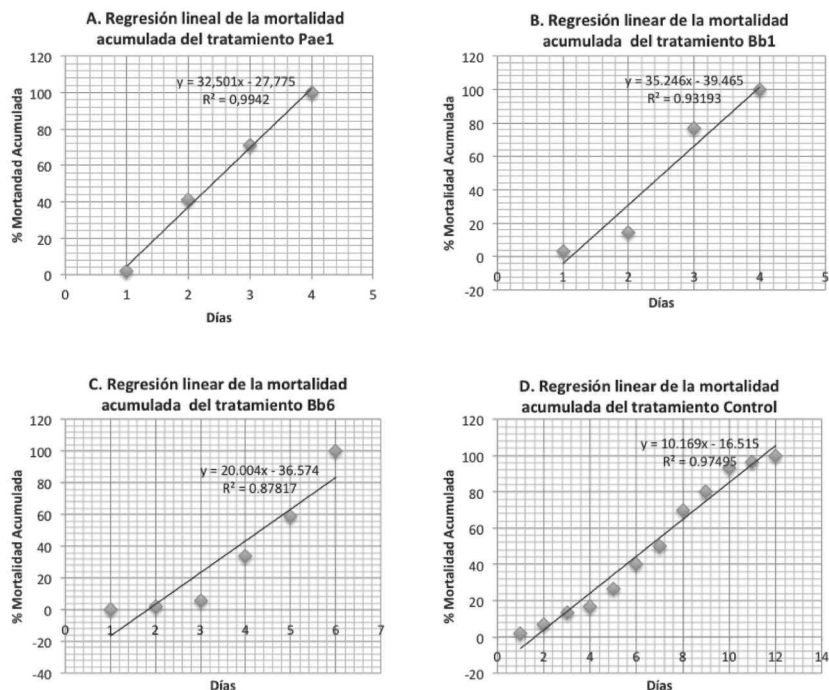 A. Regresión lineal de la mortalidad
acumulada del tratamiento Pae1
120
100
80
60
40
20
0
% Mortandad Acumulada
y = 32,501x - 27,775
R² = 0,9942
0 1 2 3 4 5
Días
B. Regresión linear de la mortalidad
acumulada del tratamiento Bb1
120
100
80
60
40
20
0
-20
% Mortalidad Acumulada
y = 35.246x - 39.465
R² = 0.93193
0 1 2 3 4 5
Días
C. Regresión linear de la mortalidad
acumulada del tratamiento Bb6
120
100
80
60
40
20
0
-20
-40
% Mortalidad Acumulada
y = 20.004x - 36.574
R² = 0.87817
0 1 2 3 4 5 6 7
Días
D. Regresión linear de la mortalidad
acumulada del tratamiento Control
120
100
80
60
40
20
0
-20
% Mortalidad Acumulada
y = 10.169x - 16.515
R² = 0.97495
0 2 4 6 8 10 12 14
Días